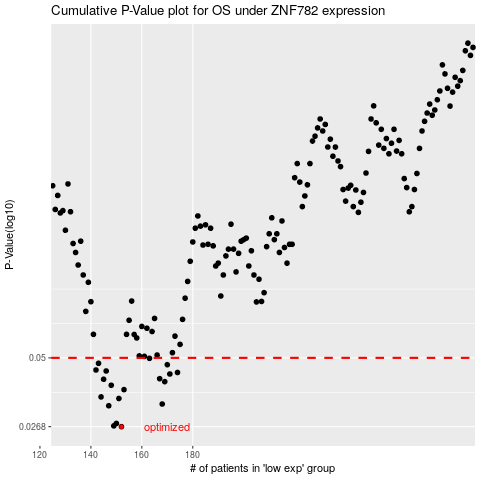 Cumulative P-Value plot for OS under ZNF782 expression
P-Value(log10)
0.05
0.0268
optimized
120 140 160 180
# of patients in 'low exp' group